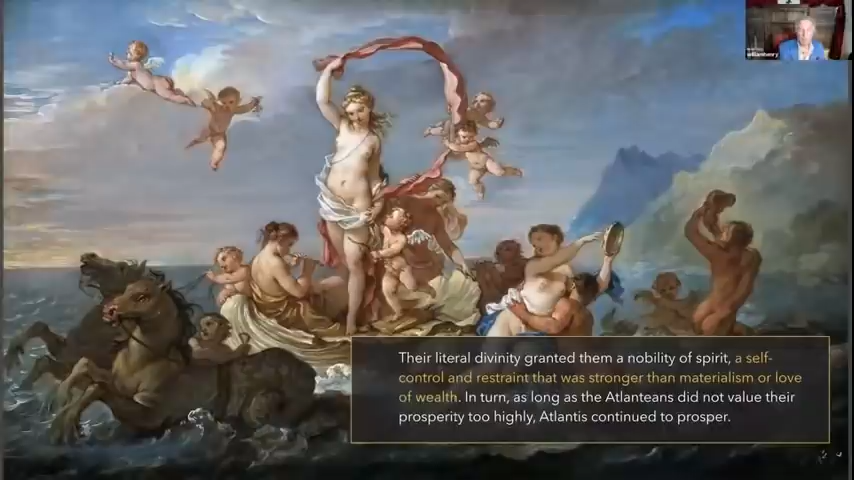 williamhenry
Their literal divinity granted them a nobility of spirit, a self-
control and restraint that was stronger than materialism or love
of wealth. In turn, as long as the Atlanteans did not value their
prosperity too highly, Atlantis continued to prosper.